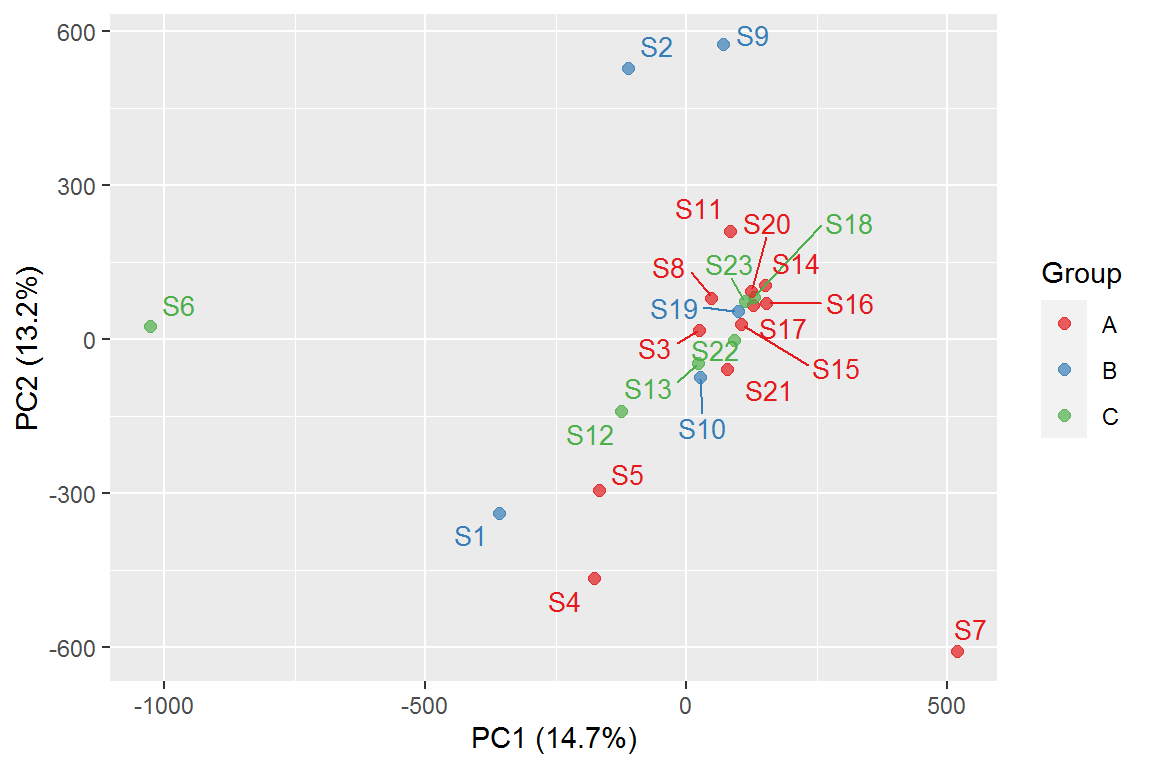 600
300
0
-300
-600
PC2 (13.2%)
S2
S9
S11
S20
S18
S8
S23
S14
S6
S19
S16
S17
S3
S22
S15
S13
S21
S12
S10
S5
S1
S4
S7
-1000
-500
0
500
PC1 (14.7%)
Group
A
B
C